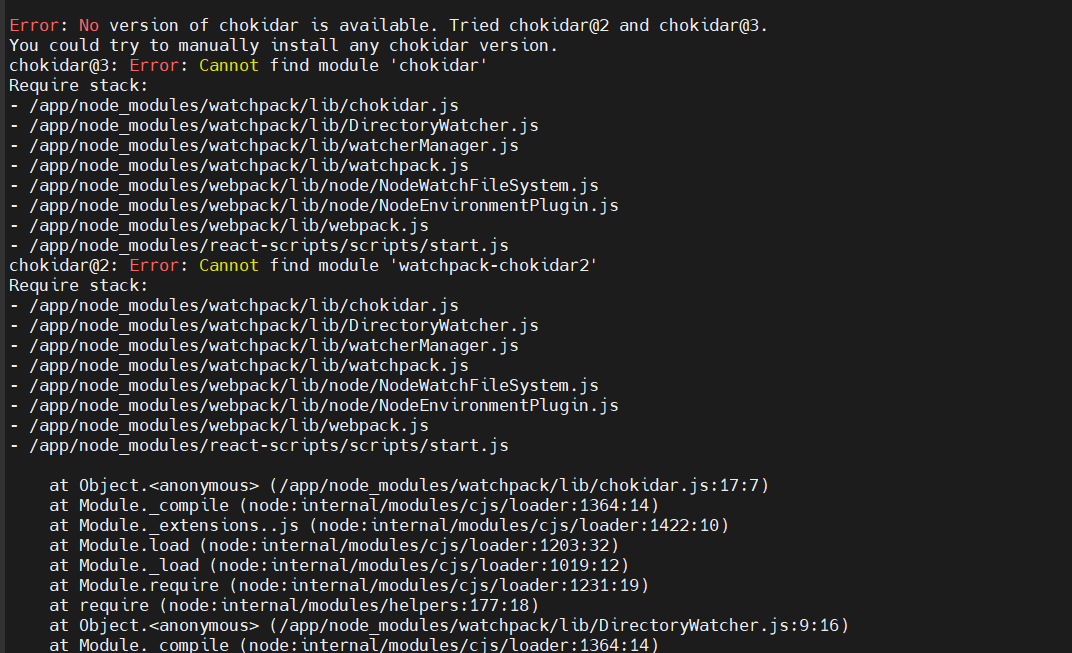 Error: No version of chokidar is available. Tried chokidar@2 and chokidar@3.
You could try to manually install any chokidar version.
chokidar@3: Error: Cannot find module 'chokidar'
Require stack:
- /app/node_modules/watchpack/lib/chokidar.js
- /app/node_modules/watchpack/lib/DirectoryWatcher.js
- /app/node_modules/watchpack/lib/watcherManager.js
- /app/node_modules/watchpack/lib/watchpack.js
- /app/node_modules/webpack/lib/node/NodeWatchFileSystem.js
- /app/node_modules/webpack/lib/node/NodeEnvironmentPlugin.js
- /app/node_modules/webpack/lib/webpack.js
- /app/node_modules/react-scripts/scripts/start.js
chokidar@2: Error: Cannot find module 'watchpack-chokidar2'
Require stack:
- /app/node_modules/watchpack/lib/chokidar.js
- /app/node_modules/watchpack/lib/DirectoryWatcher.js
- /app/node_modules/watchpack/lib/watcherManager.js
- /app/node_modules/watchpack/lib/watchpack.js
- /app/node_modules/webpack/lib/node/NodeWatchFileSystem.js
- /app/node_modules/webpack/lib/node/NodeEnvironmentPlugin.js
- /app/node_modules/webpack/lib/webpack.js
- /app/node_modules/react-scripts/scripts/start.js
at Object.<anonymous> (/app/node_modules/watchpack/lib/chokidar.js:17:7)
at Module._compile (node:internal/modules/cjs/loader:1364:14)
at Module._extensions..js (node:internal/modules/cjs/loader:1422:10)
at Module.load (node:internal/modules/cjs/loader:1203:32)
at Module._load (node:internal/modules/cjs/loader:1019:12)
at Module.require (node:internal/modules/cjs/loader:1231:19)
at require (node:internal/modules/helpers:177:18)
at Object.<anonymous> (/app/node_modules/watchpack/lib/DirectoryWatcher.js:9:16)
at Module._compile (node:internal/modules/cjs/loader:1364:14)